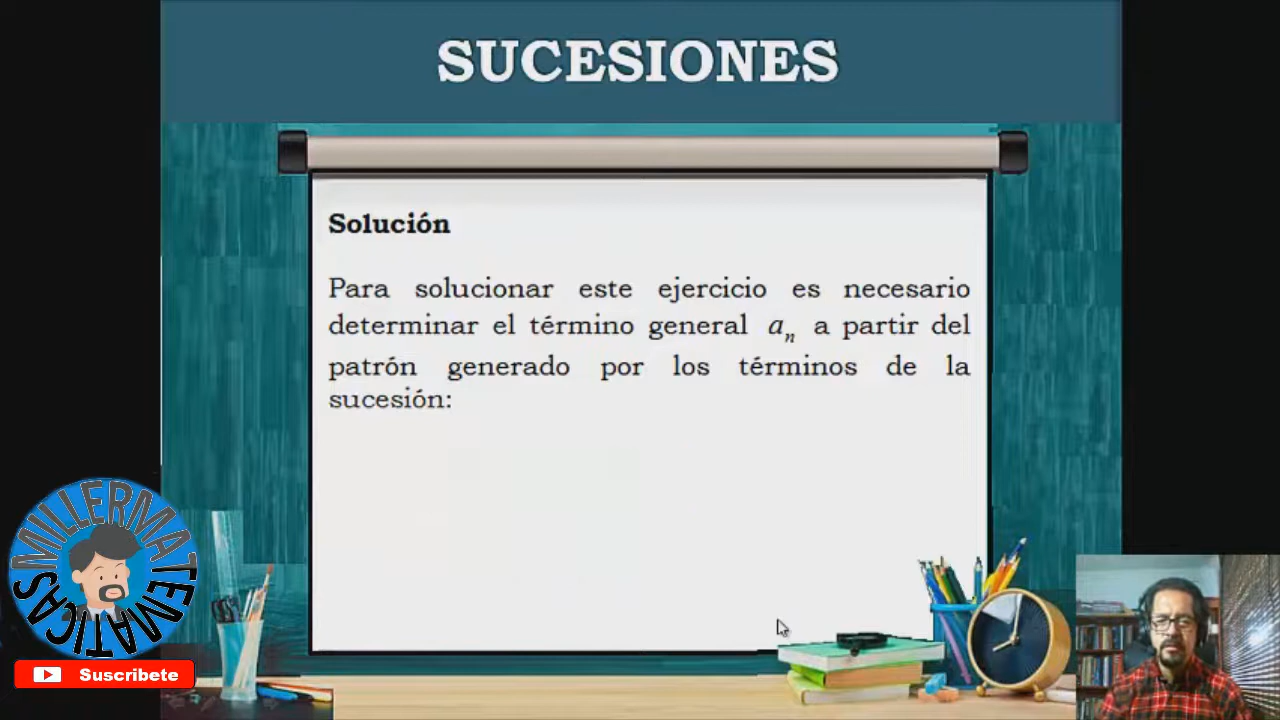 SUCESIONES
Solución
Para solucionar este ejercicio es necesario
determinar el término general aₙ a partir del
patrón generado por los términos de la
sucesión:
MILLERMATEMATICAS
Suscribete